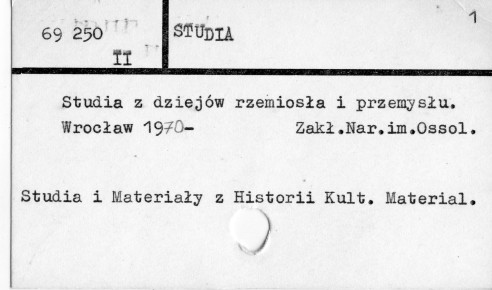 1
69 250 STUDIA
II
Studia z dziejów rzemiosła i przemysłu.
Wrocław 1970- Zakł.Nar.im.Ossol.
Studia i Materiały z Historii Kult. Material.